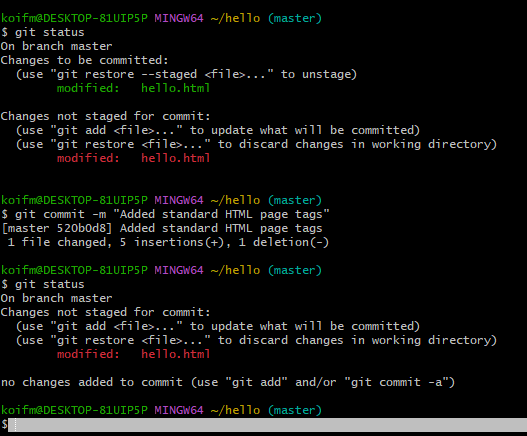 koifm@DESKTOP-81UIP5P MINGW64 ~/hello (master)
$ git status
On branch master
Changes to be committed:
  (use "git restore --staged <file>..." to unstage)
        modified:   hello.html

Changes not staged for commit:
  (use "git add <file>..." to update what will be committed)
  (use "git restore <file>..." to discard changes in working directory)
        modified:   hello.html


koifm@DESKTOP-81UIP5P MINGW64 ~/hello (master)
$ git commit -m "Added standard HTML page tags"
[master 520b0d8] Added standard HTML page tags
 1 file changed, 5 insertions(+), 1 deletion(-)

koifm@DESKTOP-81UIP5P MINGW64 ~/hello (master)
$ git status
On branch master
Changes not staged for commit:
  (use "git add <file>..." to update what will be committed)
  (use "git restore <file>..." to discard changes in working directory)
        modified:   hello.html

no changes added to commit (use "git add" and/or "git commit -a")

koifm@DESKTOP-81UIP5P MINGW64 ~/hello (master)
$